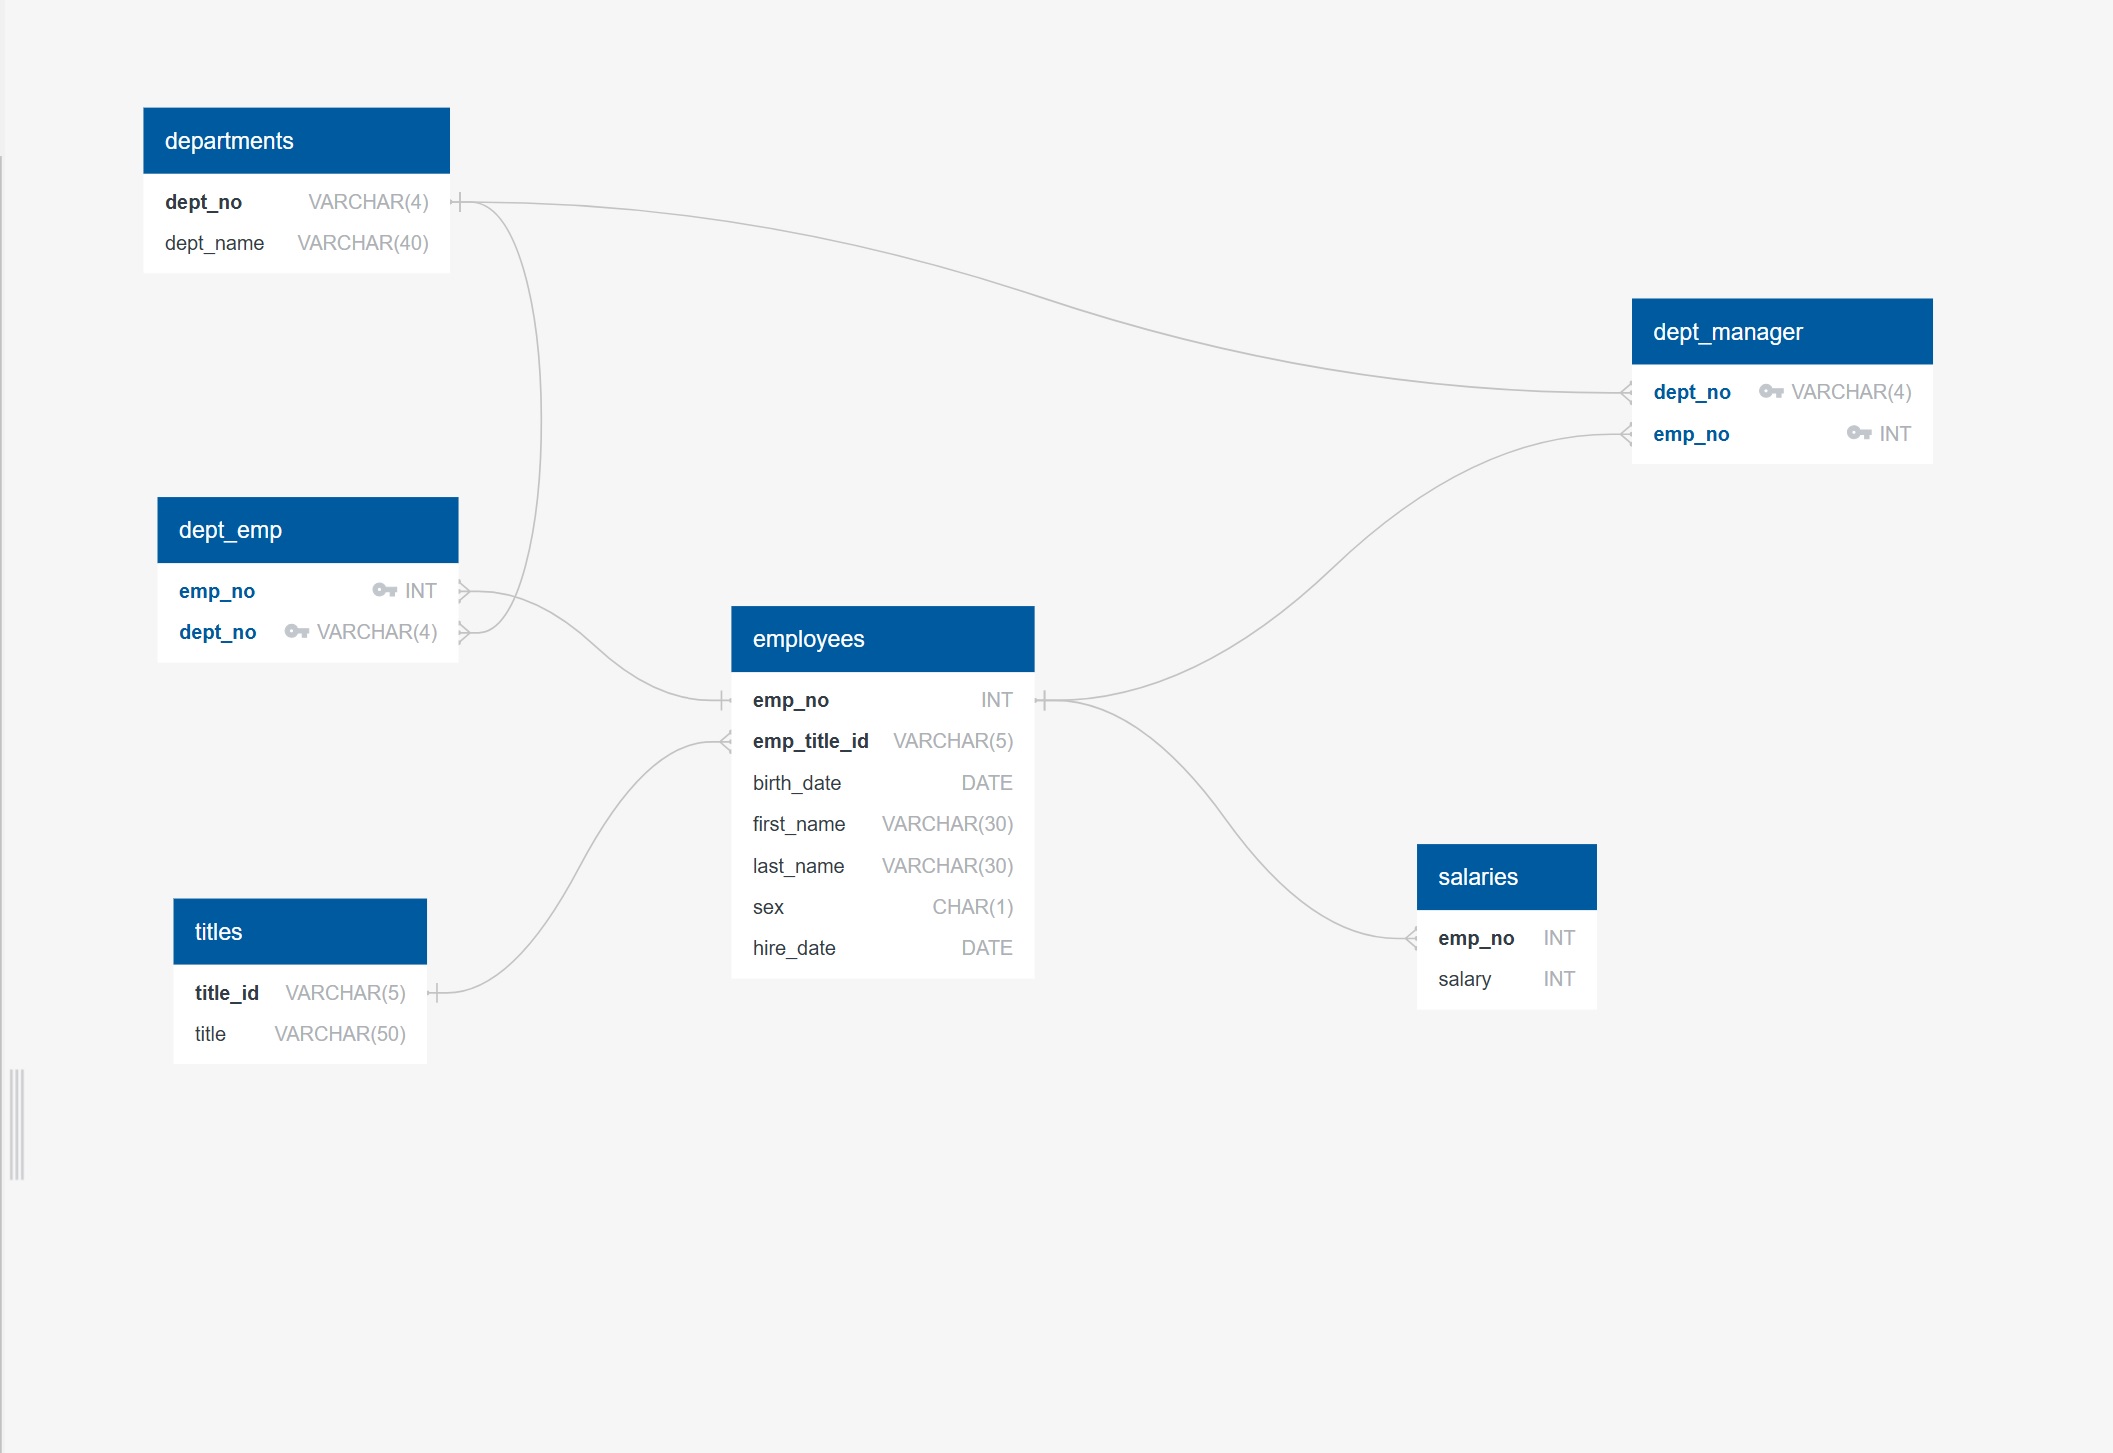 departments
dept_no VARCHAR(4)
dept_name VARCHAR(40)
dept_manager
dept_no VARCHAR(4)
emp_no INT
dept_emp
emp_no INT
dept_no VARCHAR(4)
employees
emp_no INT
emp_title_id VARCHAR(5)
birth_date DATE
first_name VARCHAR(30)
last_name VARCHAR(30)
sex CHAR(1)
hire_date DATE
salaries
emp_no INT
salary INT
titles
title_id VARCHAR(5)
title VARCHAR(50)